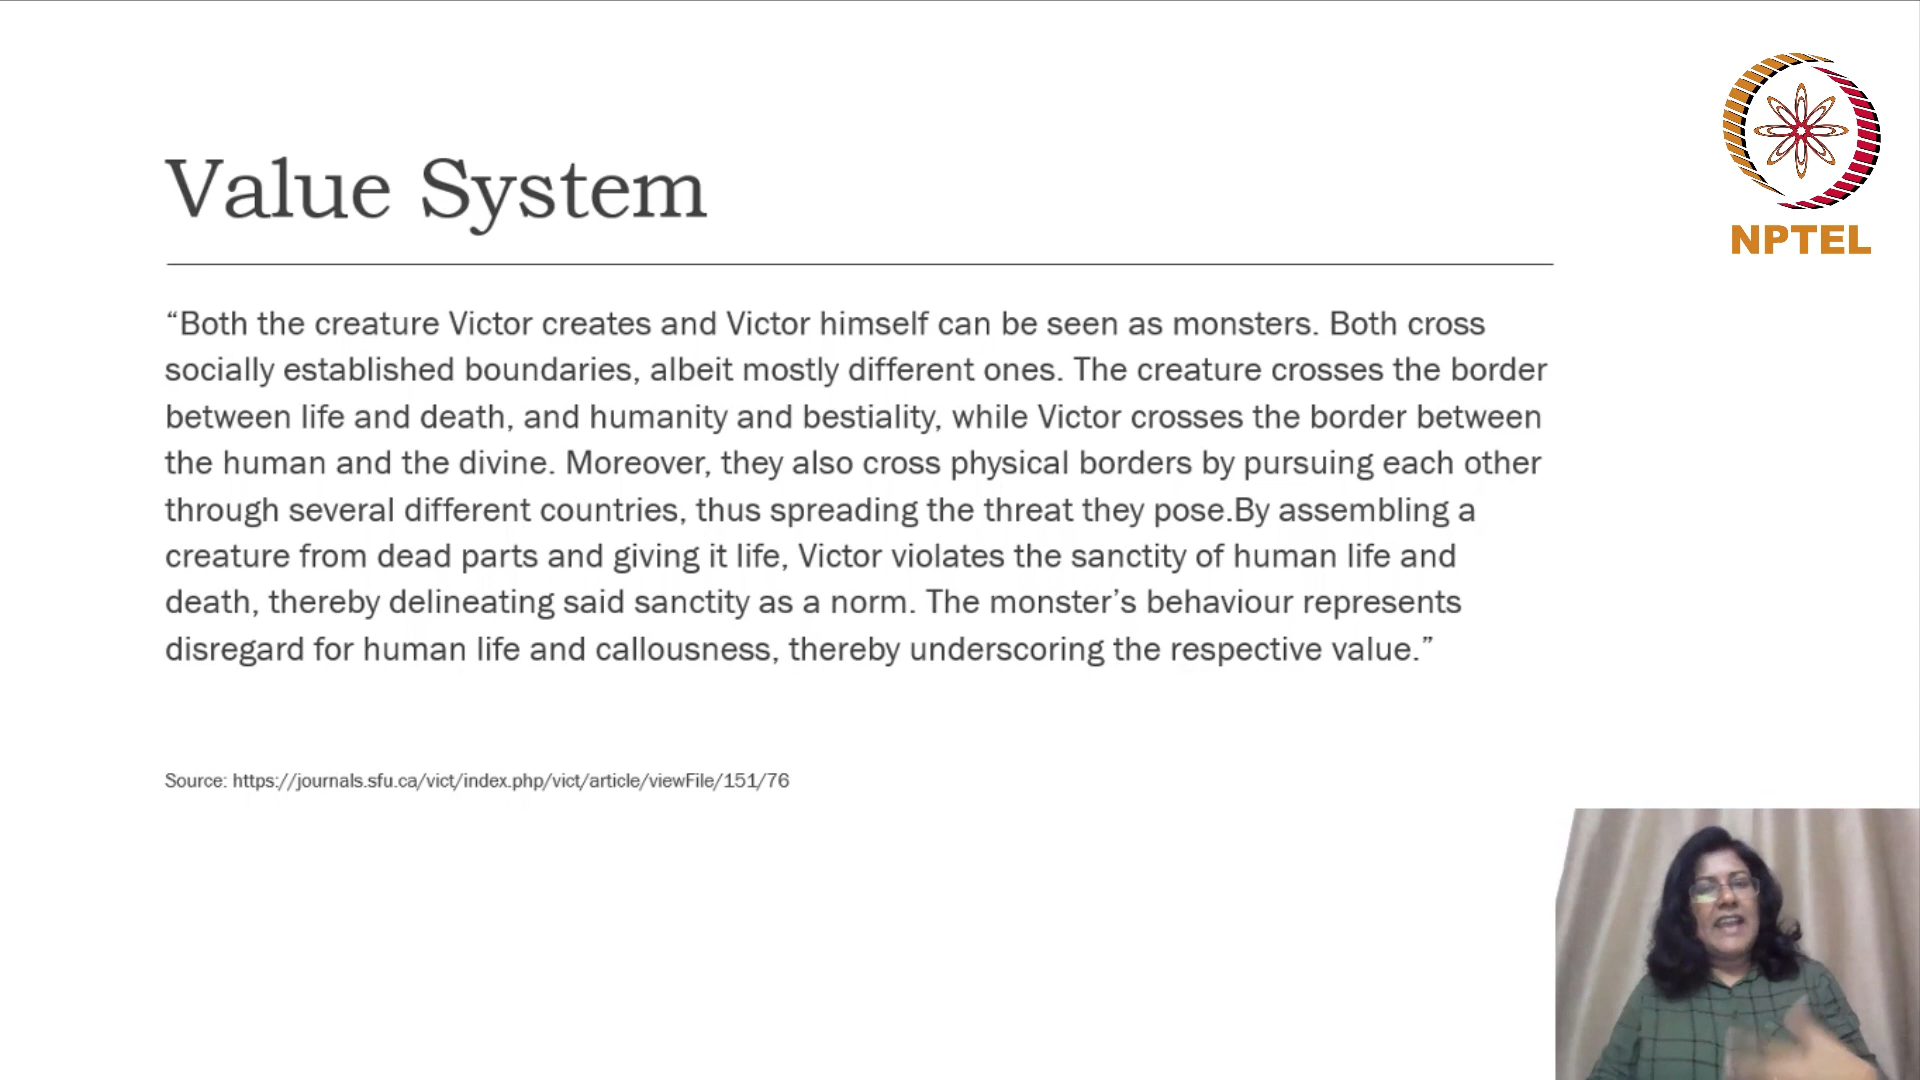 Value System
NPTEL
“Both the creature Victor creates and Victor himself can be seen as monsters. Both cross
socially established boundaries, albeit mostly different ones. The creature crosses the border
between life and death, and humanity and bestiality, while Victor crosses the border between
the human and the divine. Moreover, they also cross physical borders by pursuing each other
through several different countries, thus spreading the threat they pose.By assembling a
creature from dead parts and giving it life, Victor violates the sanctity of human life and
death, thereby delineating said sanctity as a norm. The monster’s behaviour represents
disregard for human life and callousness, thereby underscoring the respective value.”
Source: https://journals.sfu.ca/vict/index.php/vict/article/viewFile/151/76